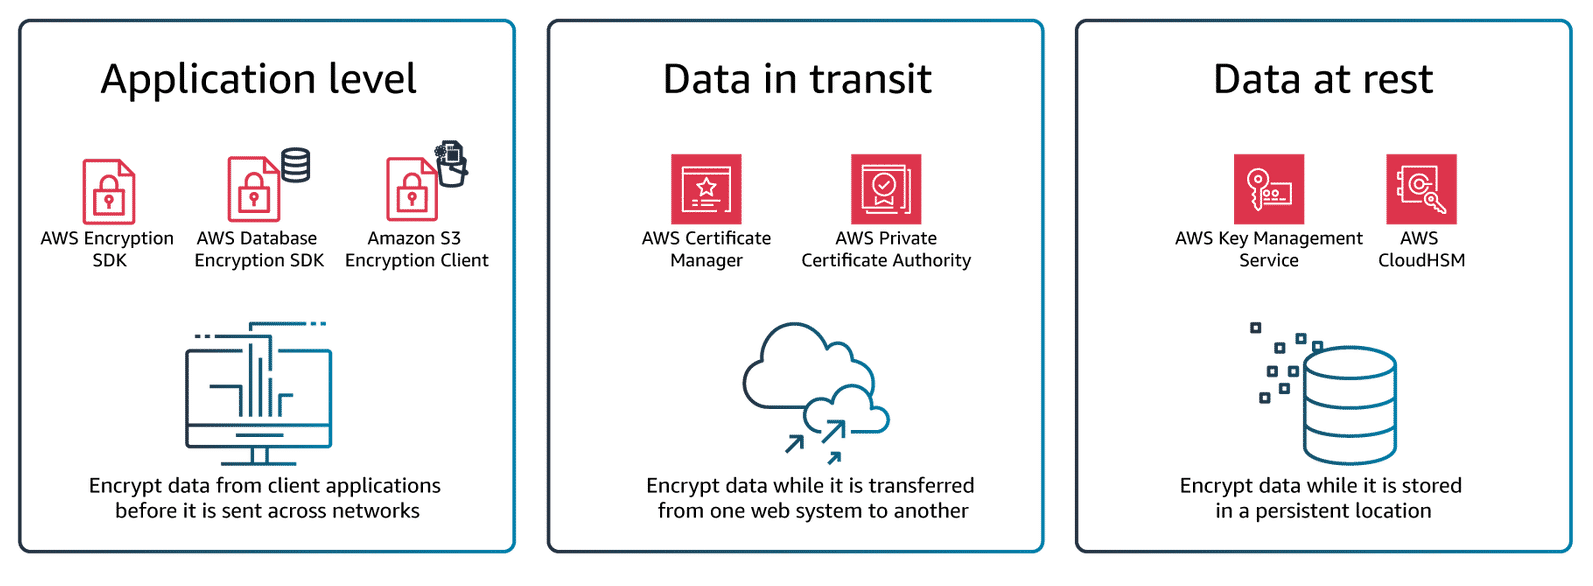 Application level
AWS Encryption
SDK
AWS Database
Encryption SDK
Amazon S3
Encryption Client
Encrypt data from client applications
before it is sent across networks
Data in transit
AWS Certificate
Manager
AWS Private
Certificate Authority
Encrypt data while it is transferred
from one web system to another
Data at rest
AWS Key Management
Service
AWS
CloudHSM
Encrypt data while it is stored
in a persistent location